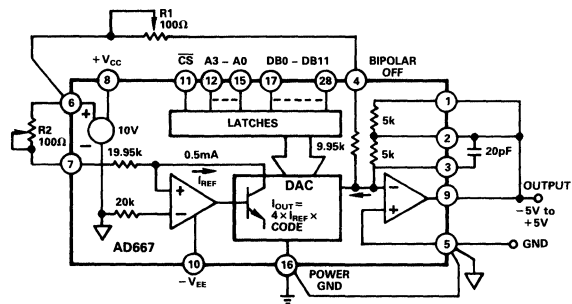 R1
100Ω
+VCC
CS A3 – A0 DB0 – DB11
BIPOLAR
OFF
8
11
12
15
17
28
4
LATCHES
6
+
10V
–
R2
100Ω
7
19.95k
0.5mA
IREF
9.95k
5k
5k
1
2
3
20pF
9
OUTPUT
–5V to
+5V
DAC
IOUT =
4 × IREF ×
CODE
20k
+
–
–
+
5
GND
AD667
10
–VEE
16
POWER
GND